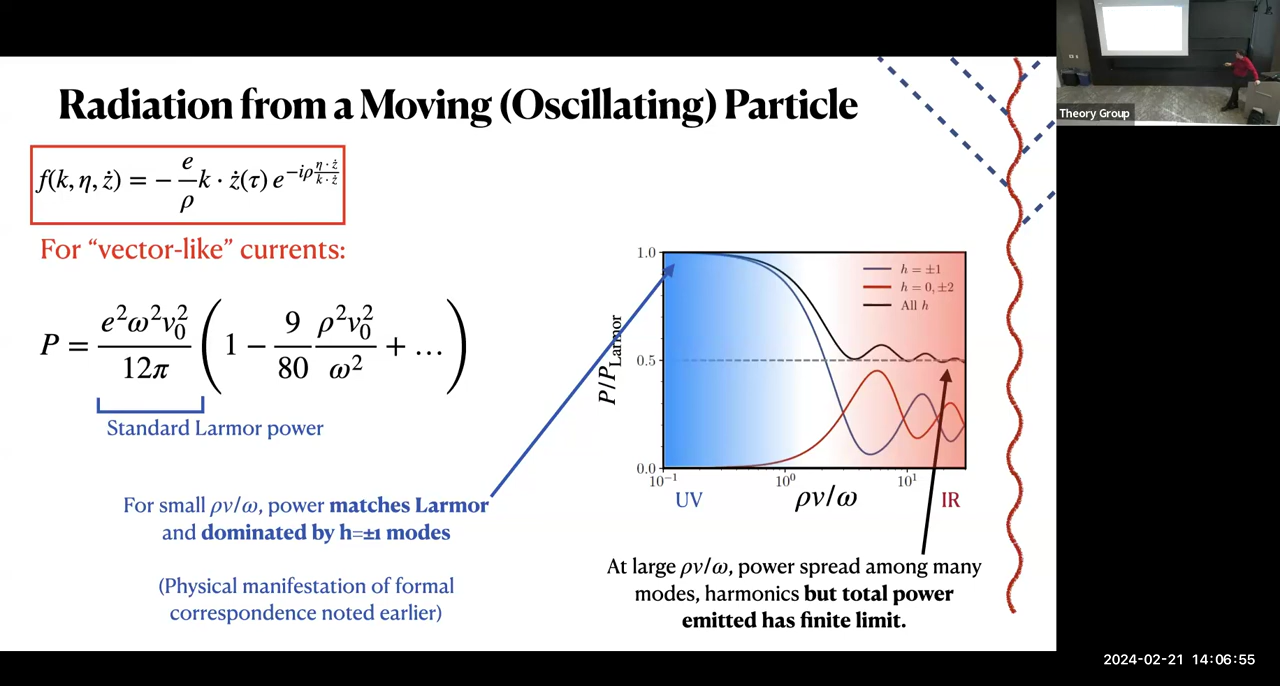 Radiation from a Moving (Oscillating) Particle
f(k, η, ż) = − e/ρ k · ż(τ) e^{−iρ η·ż / k·ż}
For “vector-like” currents:
P = e²ω²v₀² / 12π (1 − 9/80 ρ²v₀²/ω² + …)
Standard Larmor power
For small ρv/ω, power matches Larmor
and dominated by h=±1 modes
(Physical manifestation of formal
correspondence noted earlier)
1.0
0.5
0.0
P/P_Larmor
h = ±1
h = 0, ±2
All h
10⁻¹
10⁰
10¹
UV
ρv/ω
IR
At large ρv/ω, power spread among many
modes, harmonics but total power
emitted has finite limit.
Theory Group
2024-02-21 14:06:55